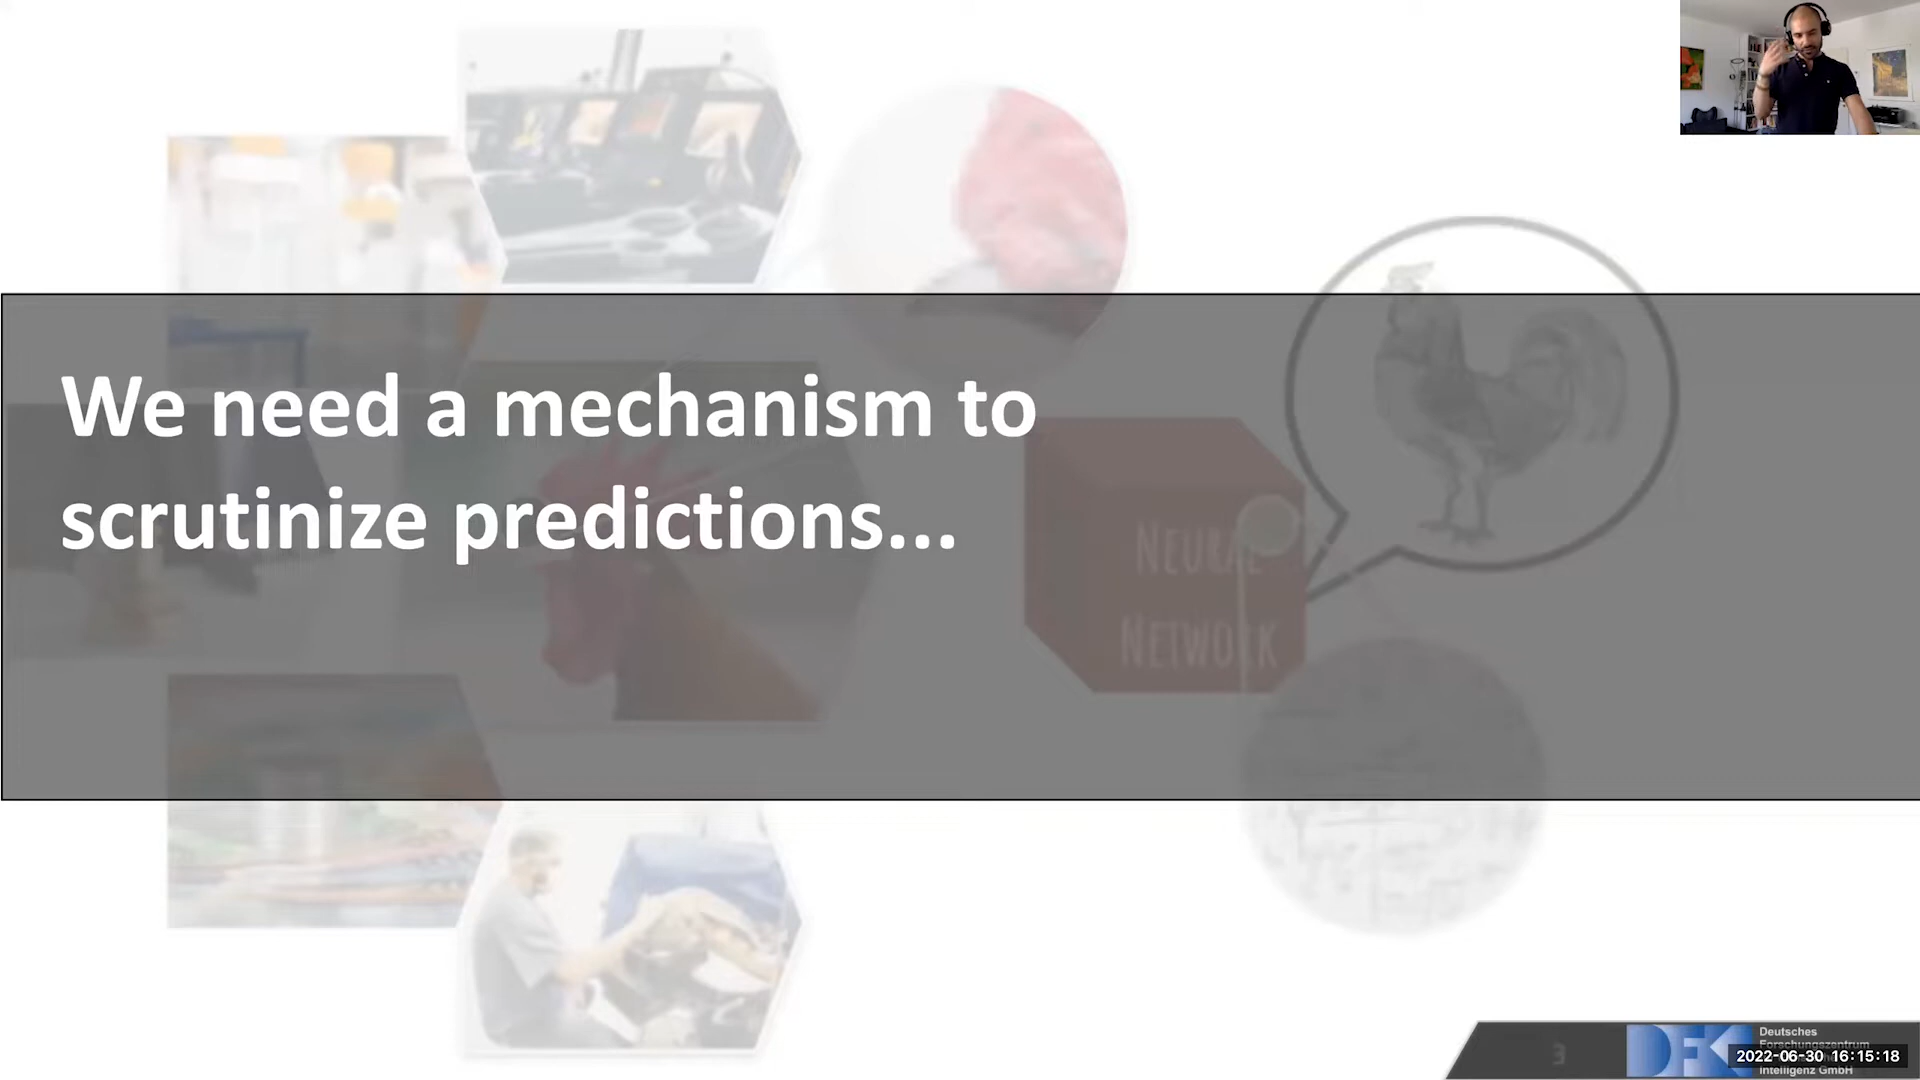 We need a mechanism to
scrutinize predictions...
NEURAL
NETWORK
3
DFK
Deutsches
Forschungszentrum
2022-06-30 16:15:18
Intelligenz GmbH